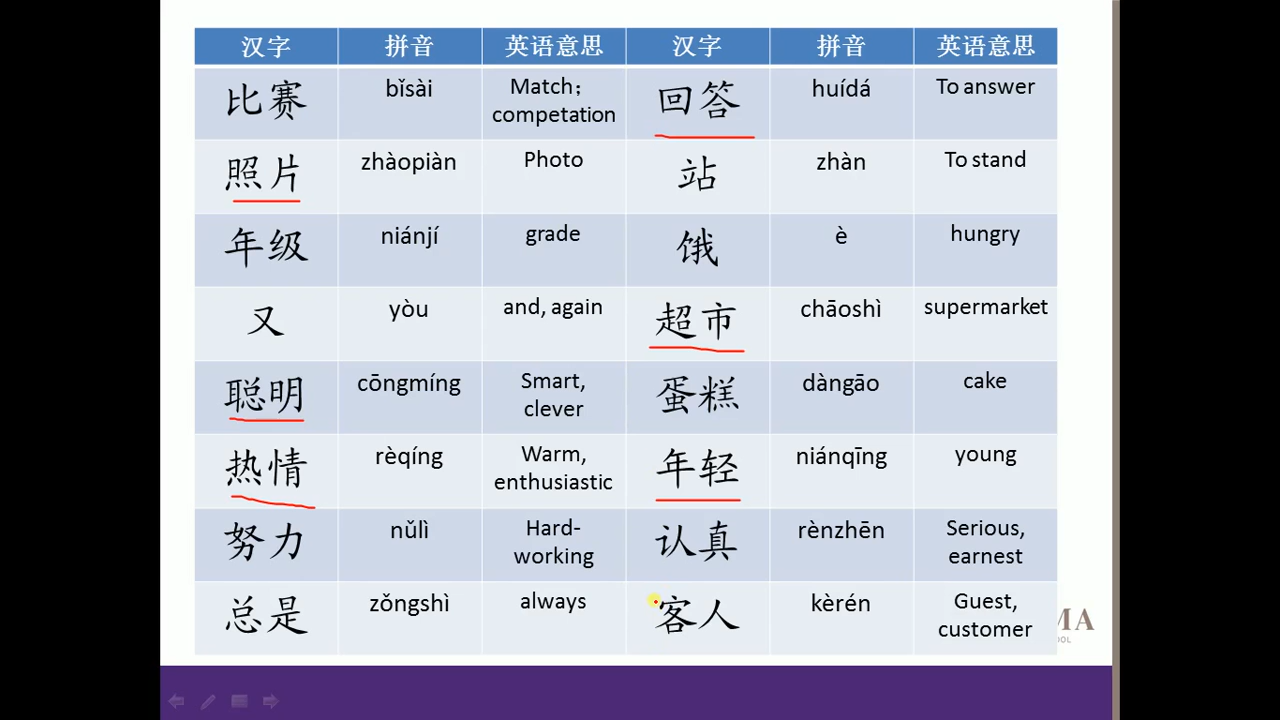 汉字 拼音 英语意思 汉字 拼音 英语意思
比赛 bǐsài Match; 回答 huídá To answer
competation
照片 zhàopiàn Photo 站 zhàn To stand
年级 niánjí grade 饿 è hungry
又 yòu and, again 超市 chāoshì supermarket
聪明 cōngmíng Smart, 蛋糕 dàngāo cake
clever
热情 rèqíng Warm, 年轻 niánqīng young
enthusiastic
努力 nǔlì Hard- 认真 rènzhēn Serious,
working earnest
总是 zǒngshì always 客人 kèrén Guest,
customer
MA
OOL